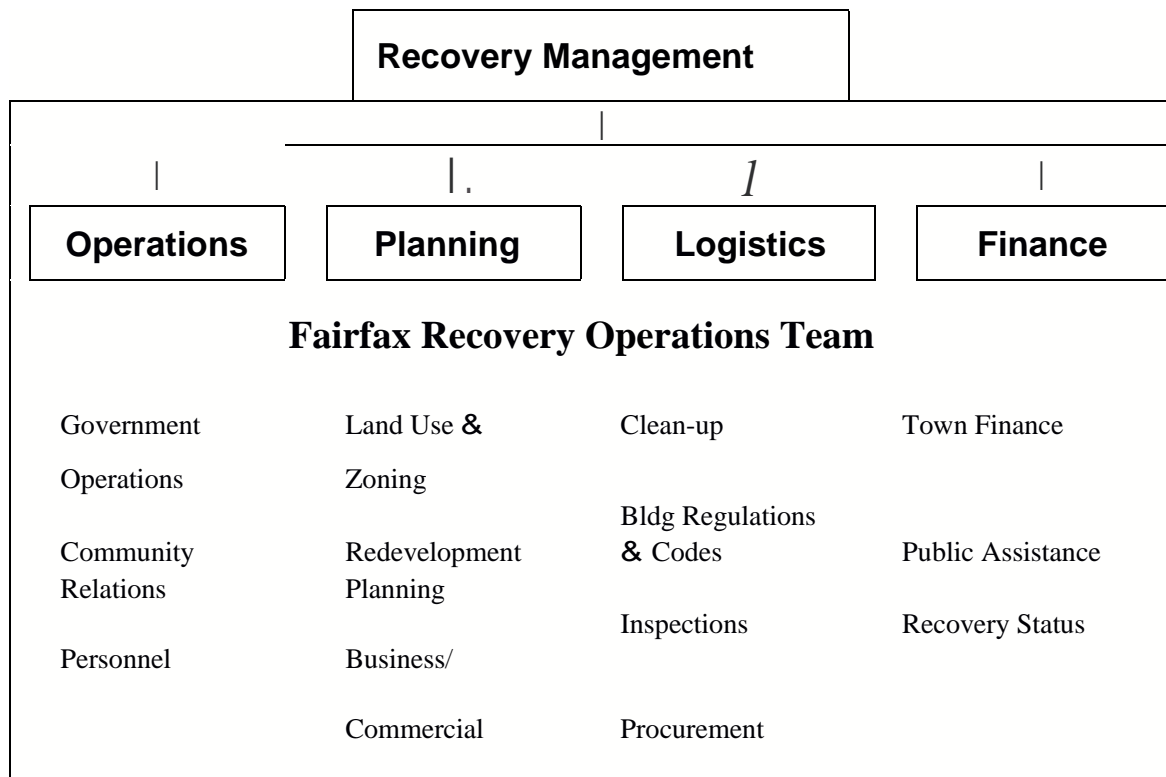 Recovery Management
Operations
Planning
Logistics
Finance
Fairfax Recovery Operations Team
Government
Operations
Community
Relations
Personnel
Land Use &
Zoning
Redevelopment
Planning
Business/
Commercial
Clean-up
Bldg Regulations
& Codes
Inspections
Procurement
Town Finance
Public Assistance
Recovery Status